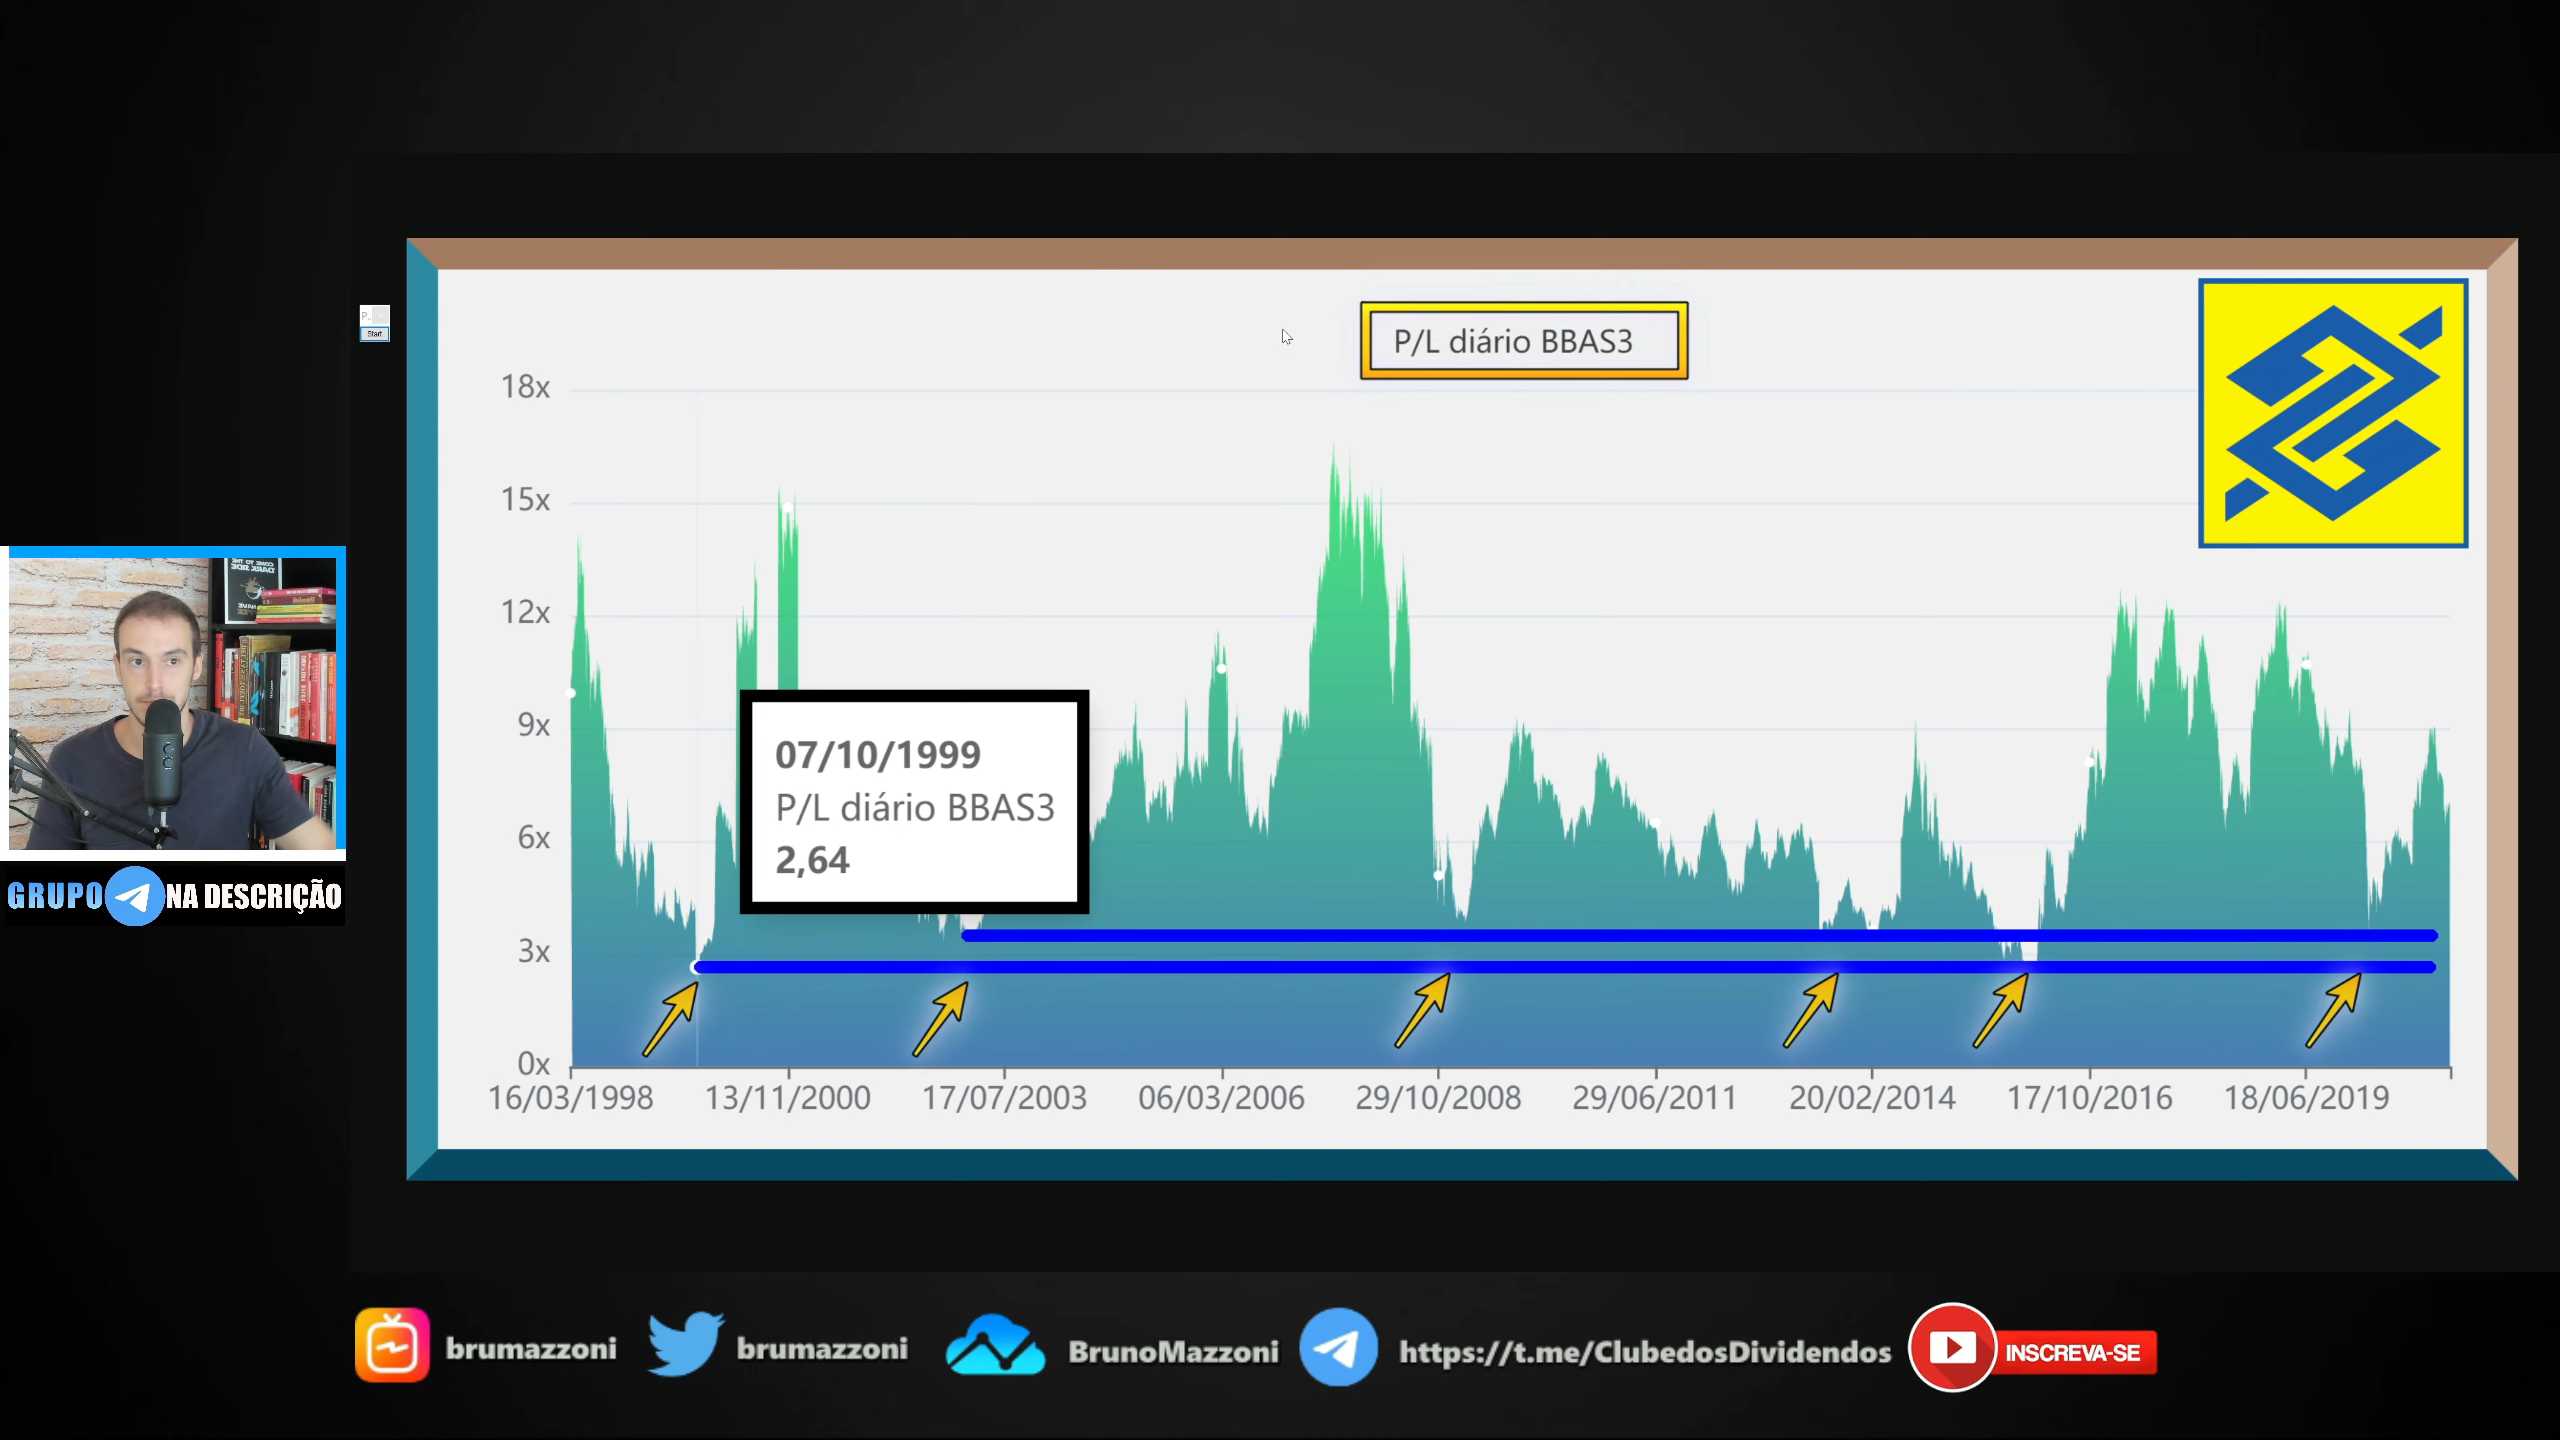 P/L diário BBAS3
18x
15x
12x
9x
6x
3x
0x
07/10/1999
P/L diário BBAS3
2,64
16/03/1998 13/11/2000 17/07/2003 06/03/2006 29/10/2008 29/06/2011 20/02/2014 17/10/2016 18/06/2019
Start
GRUPO NA DESCRIÇÃO
brumazzoni
brumazzoni
BrunoMazzoni
https://t.me/ClubedosDividendos
INSCREVA-SE